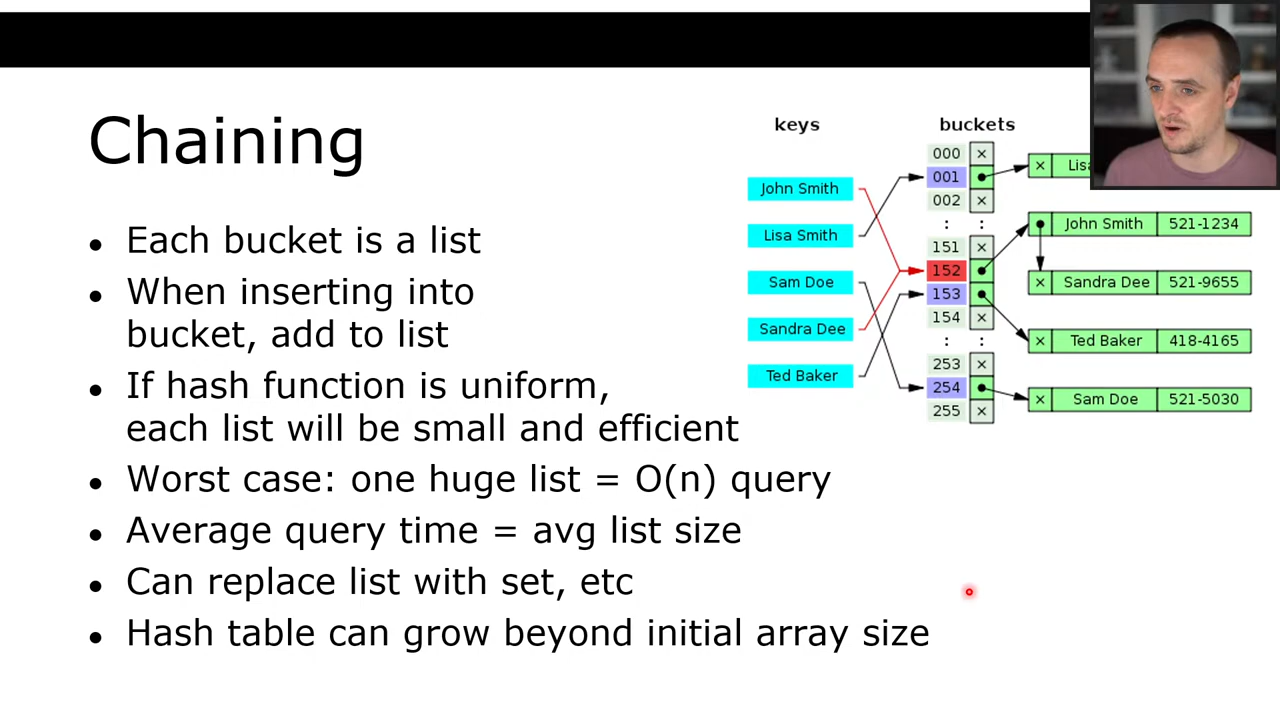 Chaining
● Each bucket is a list
● When inserting into
bucket, add to list
● If hash function is uniform,
each list will be small and efficient
● Worst case: one huge list = O(n) query
● Average query time = avg list size
● Can replace list with set, etc
● Hash table can grow beyond initial array size
keys
John Smith
Lisa Smith
Sam Doe
Sandra Dee
Ted Baker
buckets
000 ×
001
002 ×
: :
151 ×
152
153
154 ×
: :
253 ×
254
255 ×
×
John Smith 521-1234
× Sandra Dee 521-9655
× Ted Baker 418-4165
× Sam Doe 521-5030